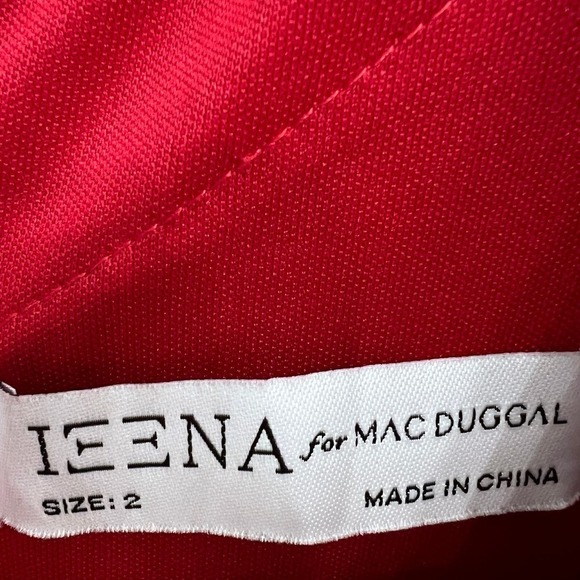 IEENA for MAC DUGGAL
SIZE: 2 MADE IN CHINA